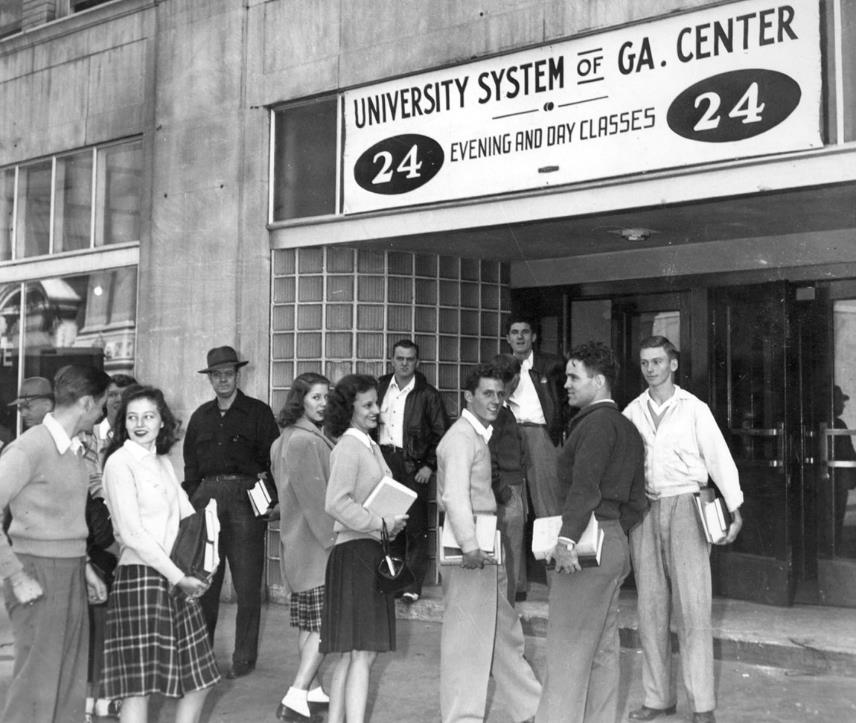 UNIVERSITY SYSTEM OF GA. CENTER
24 EVENING AND DAY CLASSES 24